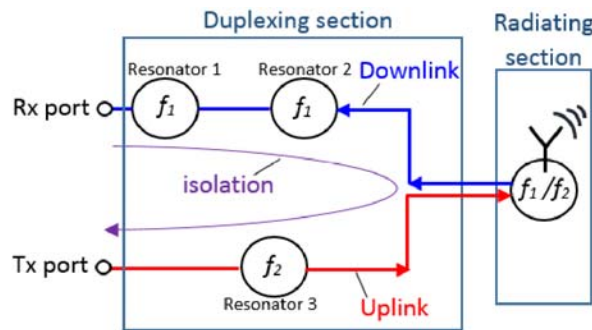 Duplexing section
Radiating
section
Resonator 1
Resonator 2
Downlink
Rx port
f1
f1
isolation
f1/f2
Tx port
f2
Resonator 3
Uplink